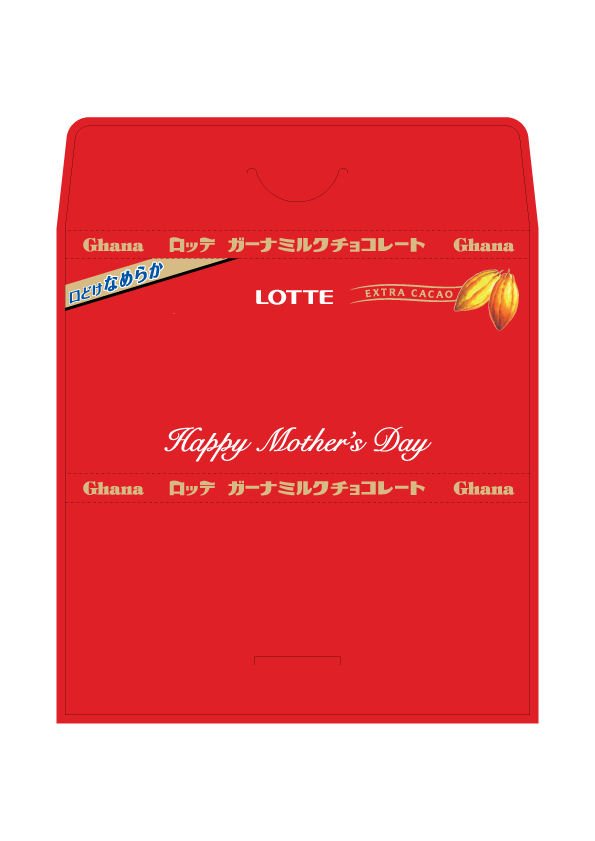 Ghana ロッテ ガーナミルクチョコレート Ghana
口どけなめらか
LOTTE
EXTRA CACAO
Happy Mother's Day
Ghana ロッテ ガーナミルクチョコレート Ghana